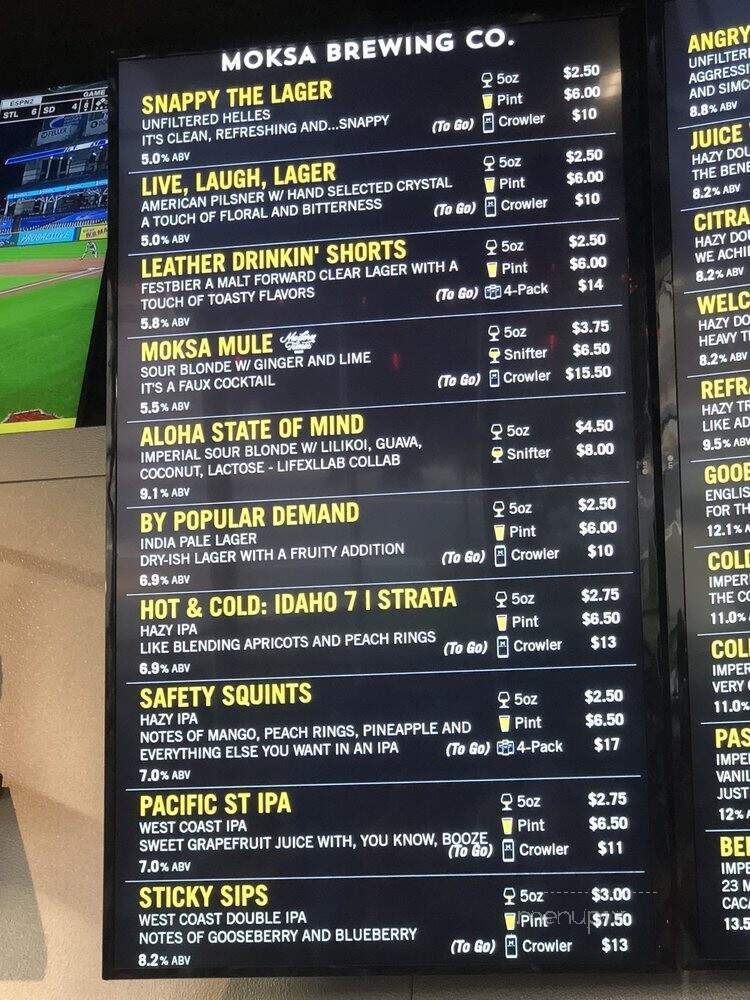 MOKSA BREWING CO.
SNAPPY THE LAGER
UNFILTERED HELLES
IT'S CLEAN, REFRESHING AND...SNAPPY
5.0% ABV
5oz $2.50
Pint $6.00
(To Go) Crowler $10
LIVE, LAUGH, LAGER
AMERICAN PILSNER W/ HAND SELECTED CRYSTAL
A TOUCH OF FLORAL AND BITTERNESS
5.0% ABV
5oz $2.50
Pint $6.00
(To Go) Crowler $10
LEATHER DRINKIN' SHORTS
FESTBIER A MALT FORWARD CLEAR LAGER WITH A
TOUCH OF TOASTY FLAVORS
5.8% ABV
5oz $2.50
Pint $6.00
(To Go) 4-Pack $14
MOKSA MULE
SOUR BLONDE W/ GINGER AND LIME
IT'S A FAUX COCKTAIL
5.5% ABV
5oz $3.75
Snifter $6.50
(To Go) Crowler $15.50
ALOHA STATE OF MIND
IMPERIAL SOUR BLONDE W/ LILIKOI, GUAVA,
COCONUT, LACTOSE - LIFEXLLAB COLLAB
9.1% ABV
5oz $4.50
Snifter $8.00
BY POPULAR DEMAND
INDIA PALE LAGER
DRY-ISH LAGER WITH A FRUITY ADDITION
6.9% ABV
5oz $2.50
Pint $6.00
(To Go) Crowler $10
HOT & COLD: IDAHO 7 | STRATA
HAZY IPA
LIKE BLENDING APRICOTS AND PEACH RINGS
6.9% ABV
5oz $2.75
Pint $6.50
(To Go) Crowler $13
SAFETY SQUINTS
HAZY IPA
NOTES OF MANGO, PEACH RINGS, PINEAPPLE AND
EVERYTHING ELSE YOU WANT IN AN IPA
7.0% ABV
5oz $2.50
Pint $6.50
(To Go) 4-Pack $17
PACIFIC ST IPA
WEST COAST IPA
SWEET GRAPEFRUIT JUICE WITH, YOU KNOW, BOOZE
7.0% ABV
5oz $2.75
Pint $6.50
(To Go) Crowler $11
STICKY SIPS
WEST COAST DOUBLE IPA
NOTES OF GOOSEBERRY AND BLUEBERRY
8.2% ABV
5oz $3.00
Pint $7.50
(To Go) Crowler $13
ESPN2 GAME
STL 6 SD 4
ANGRY
UNFILTER
AGGRESSI
AND SIMC
8.8% ABV
JUICE
HAZY DOU
THE BENE
8.2% ABV
CITRA
HAZY DOU
WE ACHI
8.2% ABV
WELC
HAZY DO
HEAVY T
8.2% ABV
REFR
HAZY TR
LIKE AD
9.5% ABV
GOOE
ENGLIS
FOR TH
12.1% A
COLD
IMPER
THE CO
11.0%
COL
IMPER
VERY
11.0%
PAS
IMPE
VANIL
JUST
12%
BE
IMPE
23 M
CAC
13.5